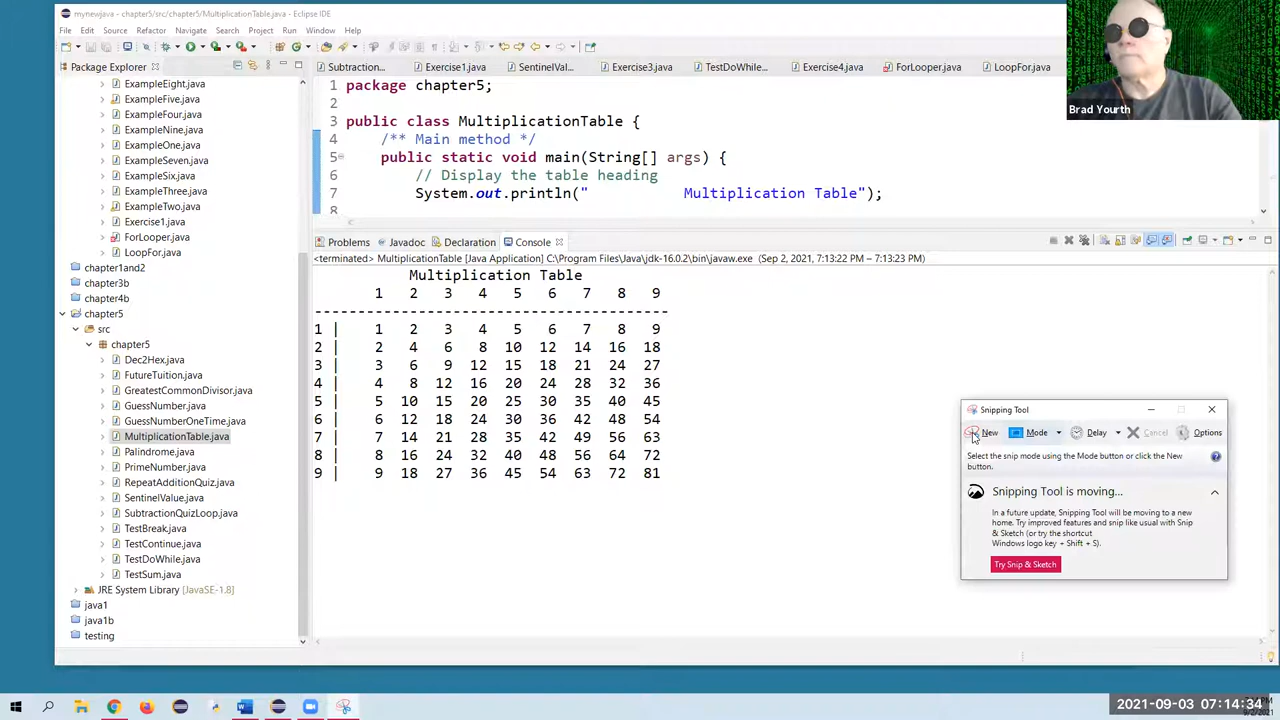 mynewjava - chapter5/src/chapter5/MultiplicationTable.java - Eclipse IDE
File Edit Source Refactor Navigate Search Project Run Window Help
Package Explorer
ExampleEight.java
ExampleFive.java
ExampleFour.java
ExampleNine.java
ExampleOne.java
ExampleSeven.java
ExampleSix.java
ExampleThree.java
ExampleTwo.java
Exercise1.java
ForLooper.java
LoopFor.java
chapter1and2
chapter3b
chapter4b
chapter5
src
chapter5
Dec2Hex.java
FutureTuition.java
GreatestCommonDivisor.java
GuessNumber.java
GuessNumberOneTime.java
MultiplicationTable.java
Palindrome.java
PrimeNumber.java
RepeatAdditionQuiz.java
SentinelValue.java
SubtractionQuizLoop.java
TestBreak.java
TestContinue.java
TestDoWhile.java
TestSum.java
JRE System Library [JavaSE-1.8]
java1
java1b
testing
Subtraction... Exercise1.java SentinelVal... Exercise3.java TestDoWhile... Exercise4.java ForLooper.java LoopFor.java
1 package chapter5;
2
3 public class MultiplicationTable {
4 /** Main method */
5 public static void main(String[] args) {
6 // Display the table heading
7 System.out.println(" Multiplication Table");
8
Problems Javadoc Declaration Console
<terminated> MultiplicationTable [Java Application] C:\Program Files\Java\jdk-16.0.2\bin\javaw.exe (Sep 2, 2021, 7:13:22 PM – 7:13:23 PM)
Multiplication Table
1 2 3 4 5 6 7 8 9
-----------------------------------------
1 | 1 2 3 4 5 6 7 8 9
2 | 2 4 6 8 10 12 14 16 18
3 | 3 6 9 12 15 18 21 24 27
4 | 4 8 12 16 20 24 28 32 36
5 | 5 10 15 20 25 30 35 40 45
6 | 6 12 18 24 30 36 42 48 54
7 | 7 14 21 28 35 42 49 56 63
8 | 8 16 24 32 40 48 56 64 72
9 | 9 18 27 36 45 54 63 72 81
Brad Yourth
Snipping Tool
New Mode Delay Cancel Options
Select the snip mode using the Mode button or click the New
button.
Snipping Tool is moving...
In a future update, Snipping Tool will be moving to a new
home. Try improved features and snip like usual with Snip
& Sketch (or try the shortcut
Windows logo key + Shift + S).
Try Snip & Sketch
2021-09-03 07:14:34
9/2/2021